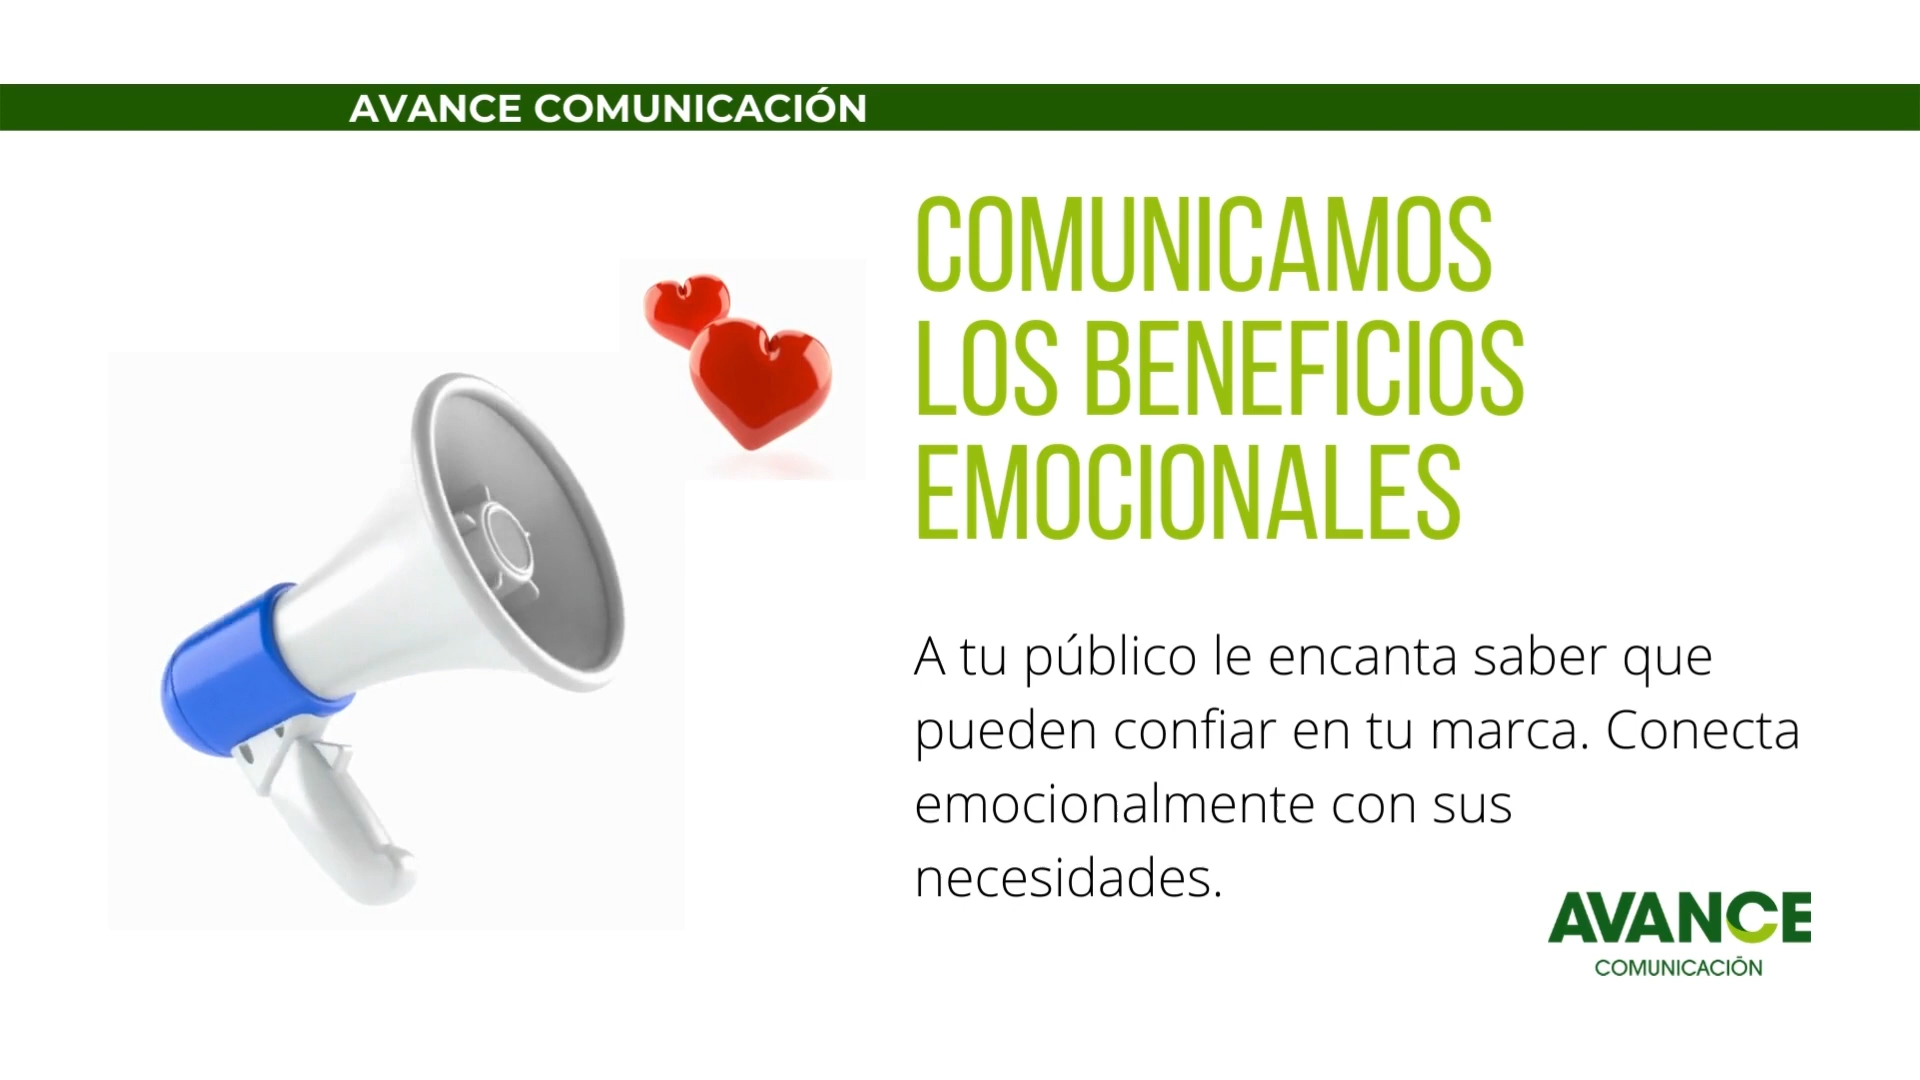 AVANCE COMUNICACIÓN
COMUNICAMOS
LOS BENEFICIOS
EMOCIONALES
A tu público le encanta saber que
pueden confiar en tu marca. Conecta
emocionalmente con sus
necesidades.
AVANCE
COMUNICACIÓN